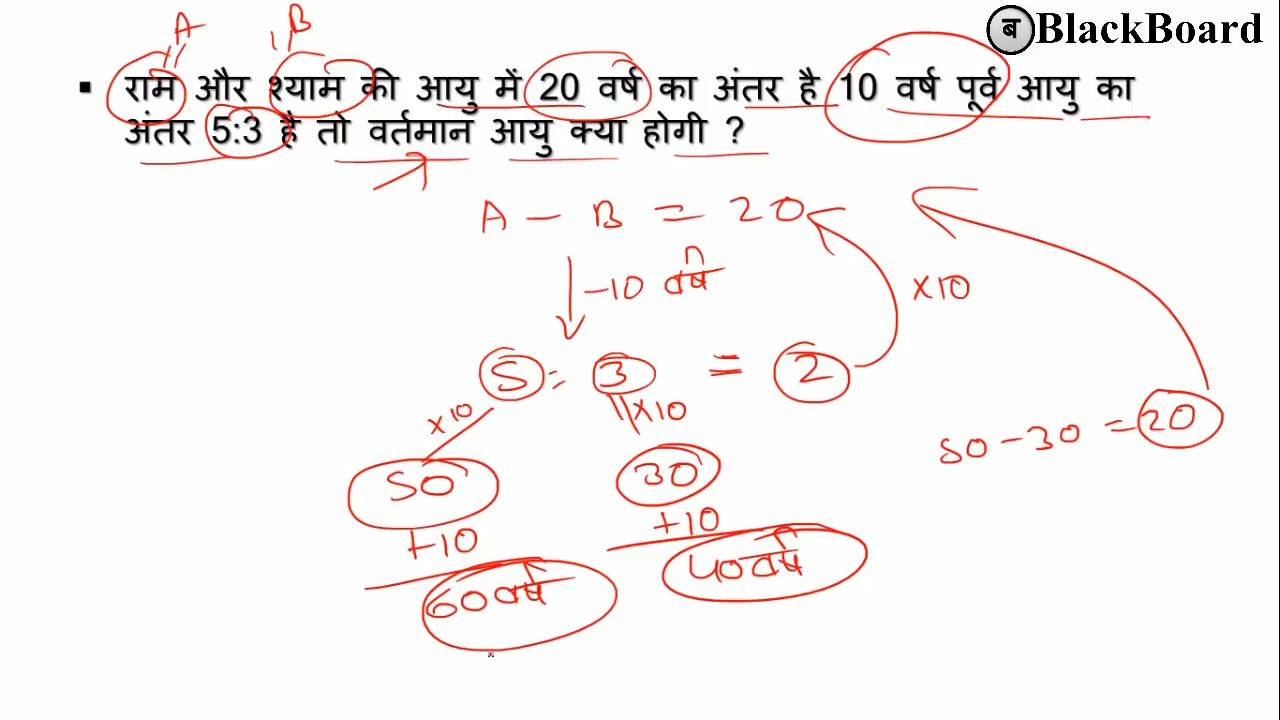 ब BlackBoard
A B
▪ राम और श्याम की आयु में 20 वर्ष का अंतर है 10 वर्ष पूर्व आयु का
अंतर 5:3 है तो वर्तमान आयु क्या होगी ?
A - B = 20
-10 वर्ष
×10
5 : 3 = 2
×10 ×10
50 - 30 = 20
50 30
+10 +10
60 वर्ष 40 वर्ष